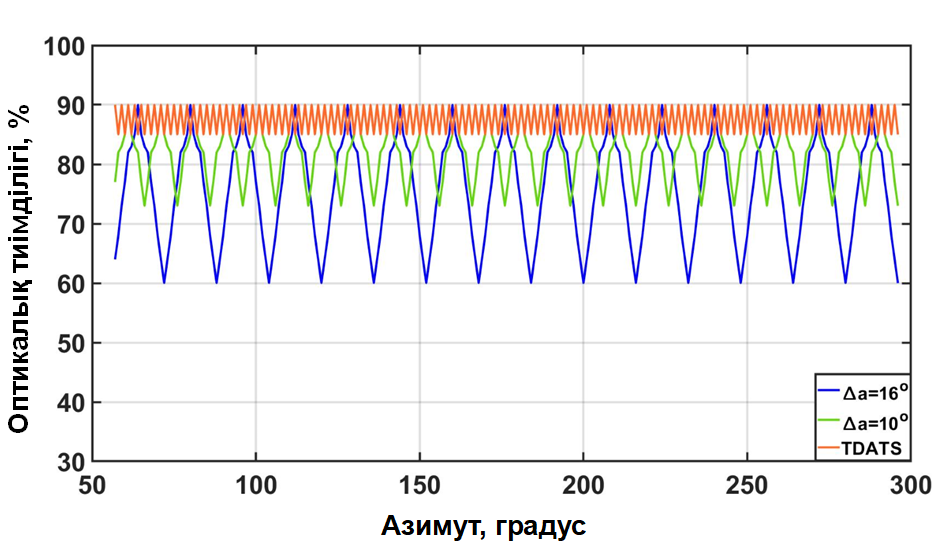 100
90
80
70
60
50
40
30
Оптикалық тиімділігі, %
50 100 150 200 250 300
Азимут, градус
Δa=16°
Δa=10°
TDATS